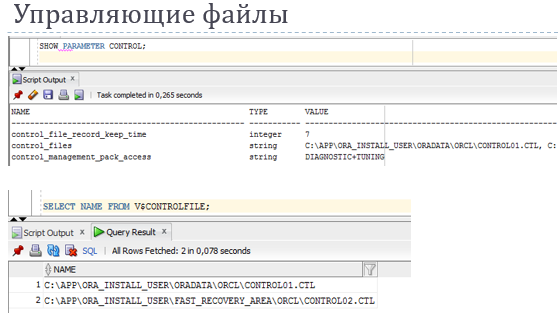 Управляющие файлы
SHOW PARAMETER CONTROL;
Script Output x
Task completed in 0,265 seconds
NAME TYPE VALUE
control_file_record_keep_time integer 7
control_files string C:\APP\ORA_INSTALL_USER\ORADATA\ORCL\CONTROL01.CTL, C:
control_management_pack_access string DIAGNOSTIC+TUNING
SELECT NAME FROM V$CONTROLFILE;
Script Output x Query Result x
SQL | All Rows Fetched: 2 in 0,078 seconds
NAME
1 C:\APP\ORA_INSTALL_USER\ORADATA\ORCL\CONTROL01.CTL
2 C:\APP\ORA_INSTALL_USER\FAST_RECOVERY_AREA\ORCL\CONTROL02.CTL